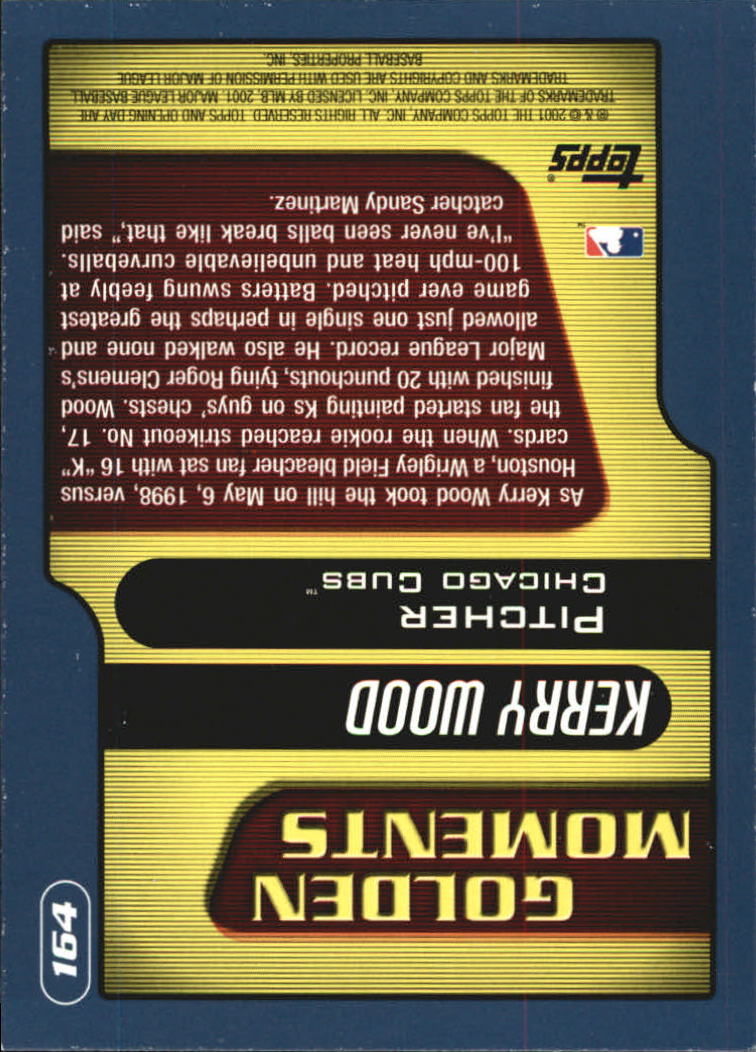 164
GOLDEN
MOMENTS
KERRY WOOD
PITCHER
CHICAGO CUBS™
As Kerry Wood took the hill on May 6, 1998, versus
Houston, a Wrigley Field bleacher fan sat with 16 “K”
cards. When the rookie reached strikeout No. 17,
the fan started painting Ks on guys’ chests. Wood
finished with 20 punchouts, tying Roger Clemens’s
Major League record. He also walked none and
allowed just one single in perhaps the greatest
game ever pitched. Batters swung feebly at
100-mph heat and unbelievable curveballs.
“I’ve never seen balls break like that,” said
catcher Sandy Martinez.
™
Topps®
® & © 2001 THE TOPPS COMPANY, INC. ALL RIGHTS RESERVED. TOPPS AND OPENING DAY ARE
TRADEMARKS OF THE TOPPS COMPANY, INC. LICENSED BY MLB, 2001. MAJOR LEAGUE BASEBALL
TRADEMARKS AND COPYRIGHTS ARE USED WITH PERMISSION OF MAJOR LEAGUE
BASEBALL PROPERTIES, INC.